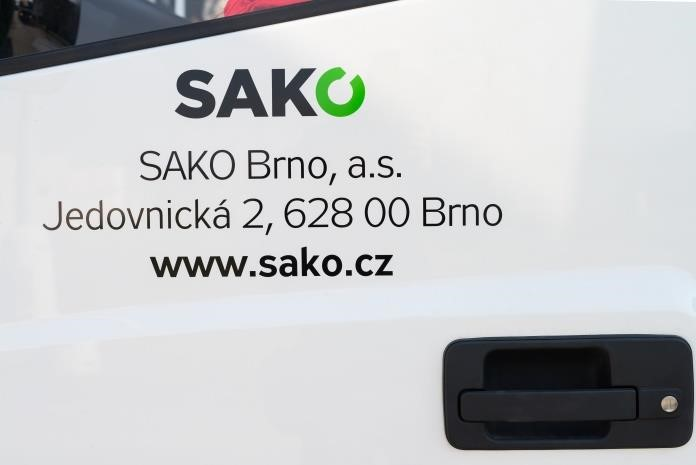 SAKO
SAKO Brno, a.s.
Jedovnická 2, 628 00 Brno
www.sako.cz